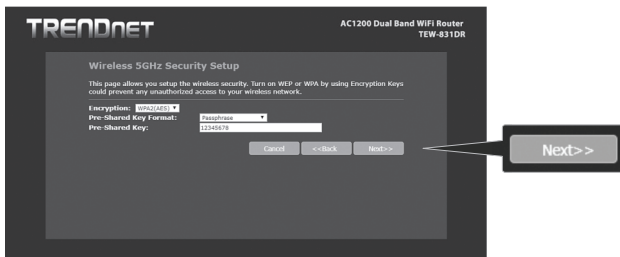 TRENDNET
AC1200 Dual Band WiFi Router
TEW-831DR
Wireless 5GHz Security Setup
This page allows you setup the wireless security. Turn on WEP or WPA by using Encryption Keys
could prevent any unauthorized access to your wireless network.
Encryption: WPA2(AES)
Pre-Shared Key Format: Passphrase
Pre-Shared Key: 12345678
Cancel <<Back Next>>
Next>>